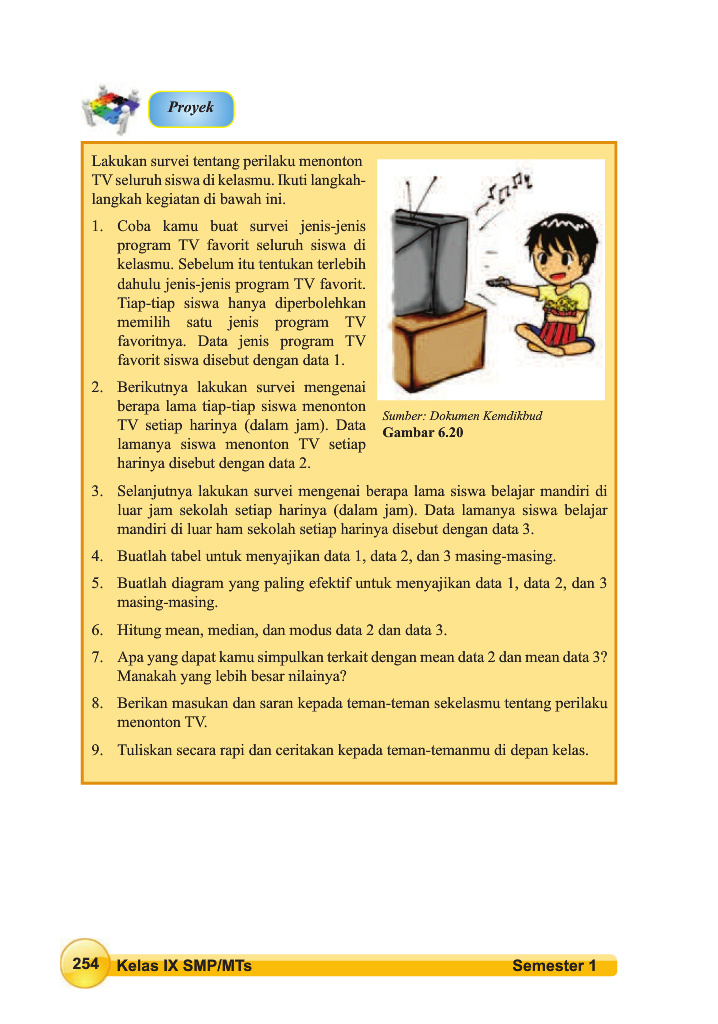 Proyek
Lakukan survei tentang perilaku menonton
TV seluruh siswa di kelasmu. Ikuti langkah-
langkah kegiatan di bawah ini.
1. Coba kamu buat survei jenis-jenis
program TV favorit seluruh siswa di
kelasmu. Sebelum itu tentukan terlebih
dahulu jenis-jenis program TV favorit.
Tiap-tiap siswa hanya diperbolehkan
memilih satu jenis program TV
favoritnya. Data jenis program TV
favorit siswa disebut dengan data 1.
2. Berikutnya lakukan survei mengenai
berapa lama tiap-tiap siswa menonton
TV setiap harinya (dalam jam). Data
lamanya siswa menonton TV setiap
harinya disebut dengan data 2.
Sumber: Dokumen Kemdikbud
Gambar 6.20
3. Selanjutnya lakukan survei mengenai berapa lama siswa belajar mandiri di
luar jam sekolah setiap harinya (dalam jam). Data lamanya siswa belajar
mandiri di luar ham sekolah setiap harinya disebut dengan data 3.
4. Buatlah tabel untuk menyajikan data 1, data 2, dan 3 masing-masing.
5. Buatlah diagram yang paling efektif untuk menyajikan data 1, data 2, dan 3
masing-masing.
6. Hitung mean, median, dan modus data 2 dan data 3.
7. Apa yang dapat kamu simpulkan terkait dengan mean data 2 dan mean data 3?
Manakah yang lebih besar nilainya?
8. Berikan masukan dan saran kepada teman-teman sekelasmu tentang perilaku
menonton TV.
9. Tuliskan secara rapi dan ceritakan kepada teman-temanmu di depan kelas.
254 Kelas IX SMP/MTs Semester 1